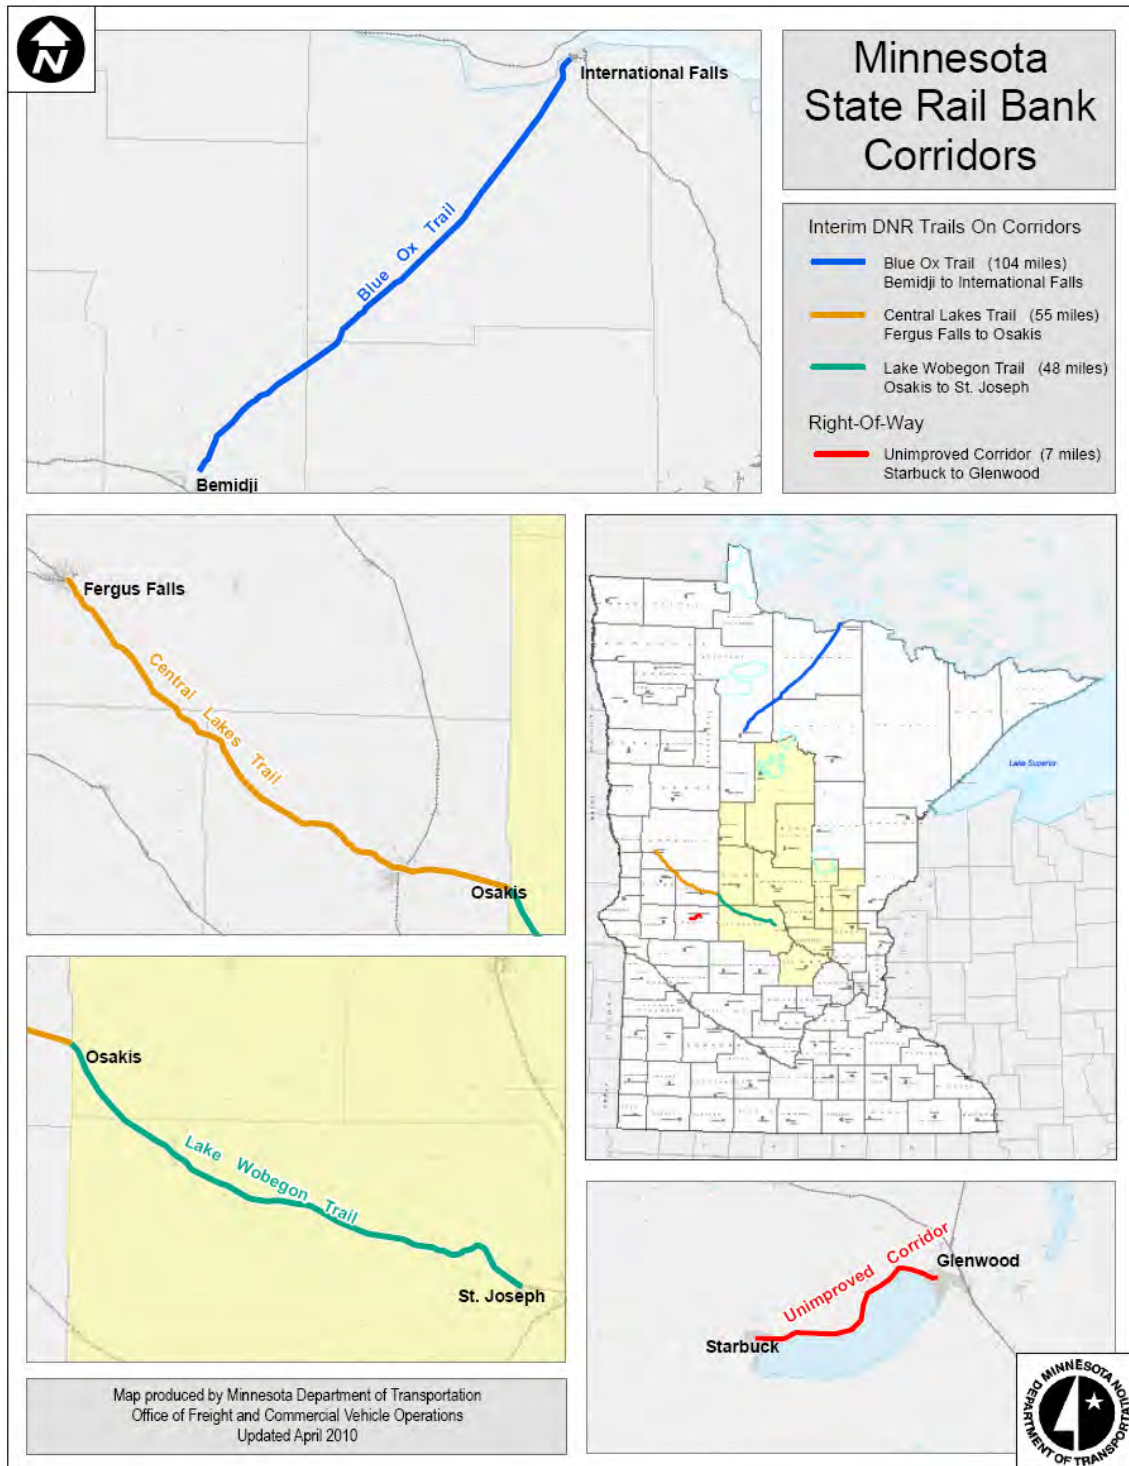 N
International Falls
Blue Ox Trail
Bemidji
Minnesota
State Rail Bank
Corridors
Interim DNR Trails On Corridors
Blue Ox Trail (104 miles)
Bemidji to International Falls
Central Lakes Trail (55 miles)
Fergus Falls to Osakis
Lake Wobegon Trail (48 miles)
Osakis to St. Joseph
Right-Of-Way
Unimproved Corridor (7 miles)
Starbuck to Glenwood
Fergus Falls
Central Lakes Trail
Osakis
Lake Superior
Osakis
Lake Wobegon Trail
St. Joseph
Unimproved Corridor
Glenwood
Starbuck
Map produced by Minnesota Department of Transportation
Office of Freight and Commercial Vehicle Operations
Updated April 2010
MINNESOTA
DEPARTMENT OF TRANSPORTATION